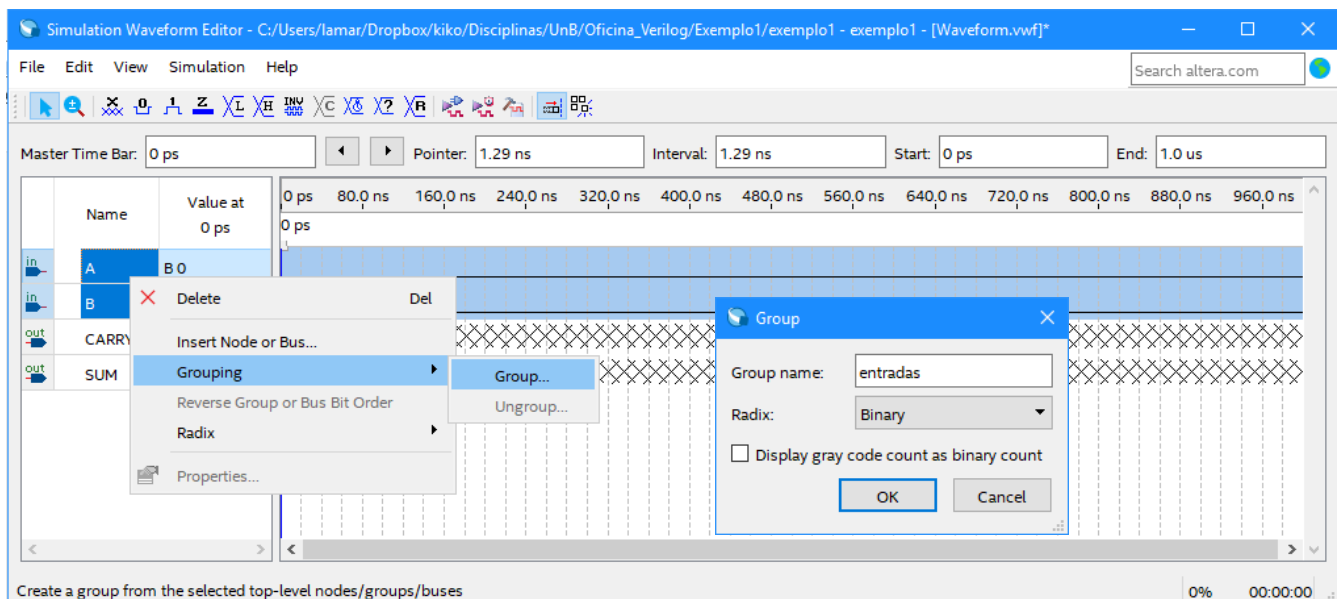 Simulation Waveform Editor - C:/Users/lamar/Dropbox/kiko/Disciplinas/UnB/Oficina_Verilog/Exemplo1/exemplo1 - exemplo1 - [Waveform.vwf]*
File Edit View Simulation Help
Search altera.com
Master Time Bar: 0 ps Pointer: 1.29 ns Interval: 1.29 ns Start: 0 ps End: 1.0 us
Name Value at 0 ps
0 ps 80.0 ns 160.0 ns 240.0 ns 320.0 ns 400.0 ns 480.0 ns 560.0 ns 640.0 ns 720.0 ns 800.0 ns 880.0 ns 960.0 ns
0 ps
in A B 0
in B
out CARRY
out SUM
Delete Del
Insert Node or Bus...
Grouping
Reverse Group or Bus Bit Order
Radix
Properties...
Group...
Ungroup...
Group
Group name: entradas
Radix: Binary
Display gray code count as binary count
OK Cancel
Create a group from the selected top-level nodes/groups/buses
0% 00:00:00